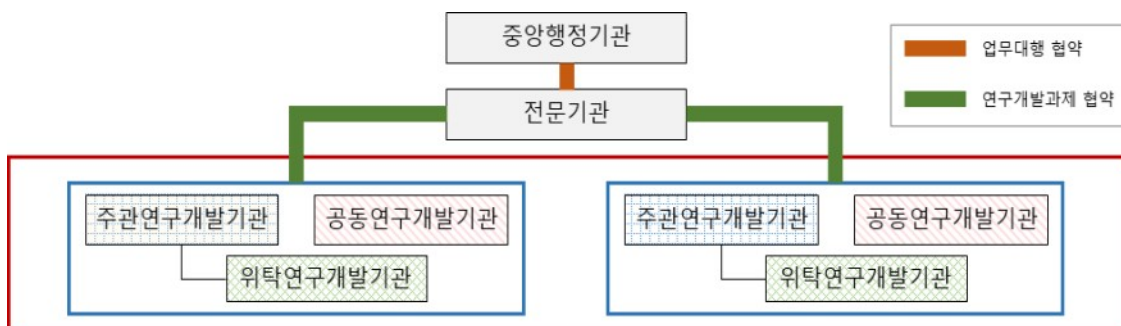 중앙행정기관
업무대행 협약
전문기관
연구개발과제 협약
주관연구개발기관
공동연구개발기관
위탁연구개발기관
주관연구개발기관
공동연구개발기관
위탁연구개발기관